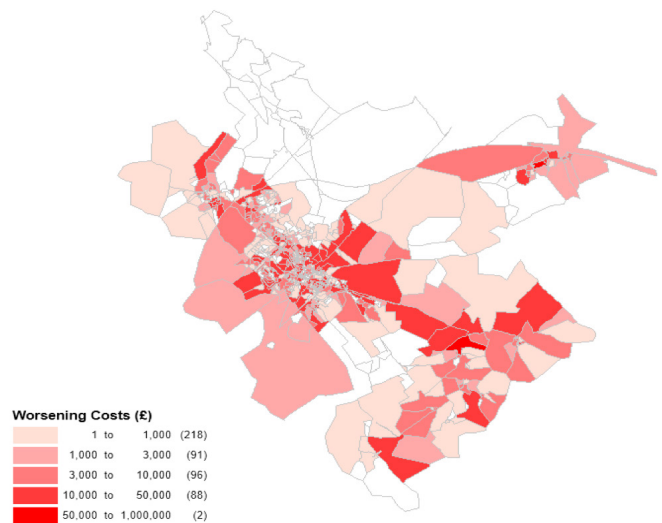 Worsening Costs (£)
1 to 1,000 (218)
1,000 to 3,000 (91)
3,000 to 10,000 (96)
10,000 to 50,000 (88)
50,000 to 1,000,000 (2)